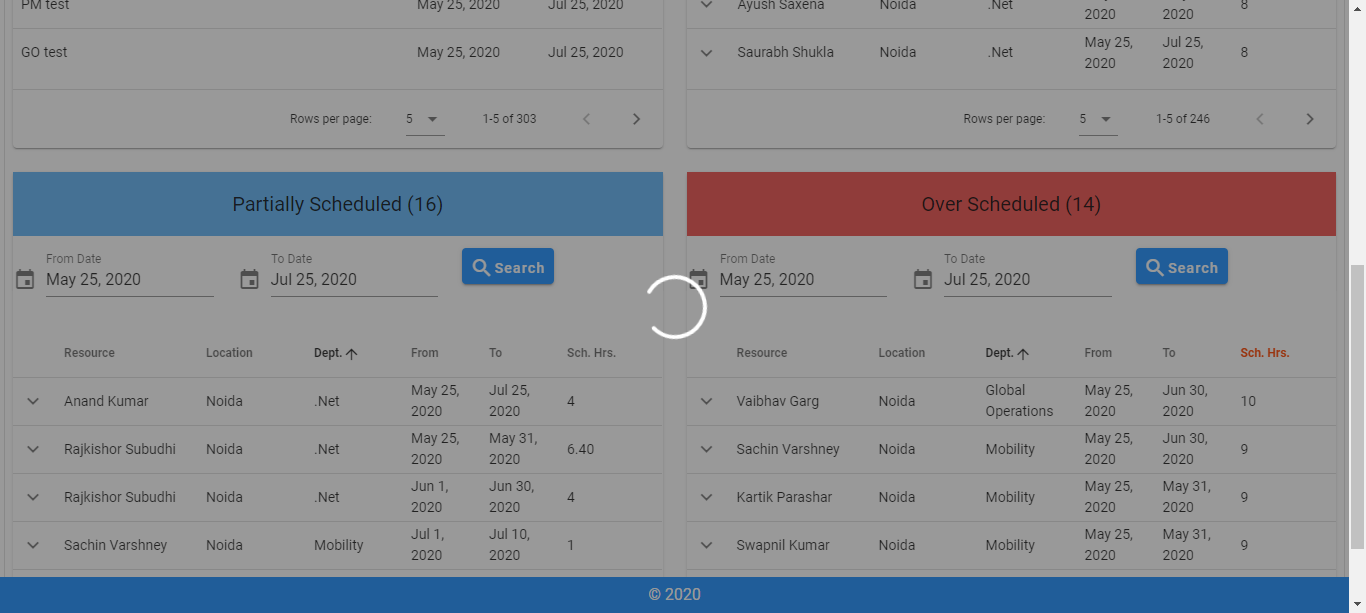 PM test May 25, 2020 Jul 25, 2020
GO test May 25, 2020 Jul 25, 2020
Rows per page: 5 1-5 of 303
Ayush Saxena Noida .Net 2020 2020 8
Saurabh Shukla Noida .Net May 25, 2020 Jul 25, 2020 8
Rows per page: 5 1-5 of 246
Partially Scheduled (16)
From Date To Date
May 25, 2020 Jul 25, 2020 Search
Resource Location Dept. From To Sch. Hrs.
Anand Kumar Noida .Net May 25, 2020 Jul 25, 2020 4
Rajkishor Subudhi Noida .Net May 25, 2020 May 31, 2020 6.40
Rajkishor Subudhi Noida .Net Jun 1, 2020 Jun 30, 2020 4
Sachin Varshney Noida Mobility Jul 1, 2020 Jul 10, 2020 1
Over Scheduled (14)
From Date To Date
May 25, 2020 Jul 25, 2020 Search
Resource Location Dept. From To Sch. Hrs.
Vaibhav Garg Noida Global Operations May 25, 2020 Jun 30, 2020 10
Sachin Varshney Noida Mobility May 25, 2020 Jun 30, 2020 9
Kartik Parashar Noida Mobility May 25, 2020 May 31, 2020 9
Swapnil Kumar Noida Mobility May 25, 2020 May 31, 2020 9
© 2020